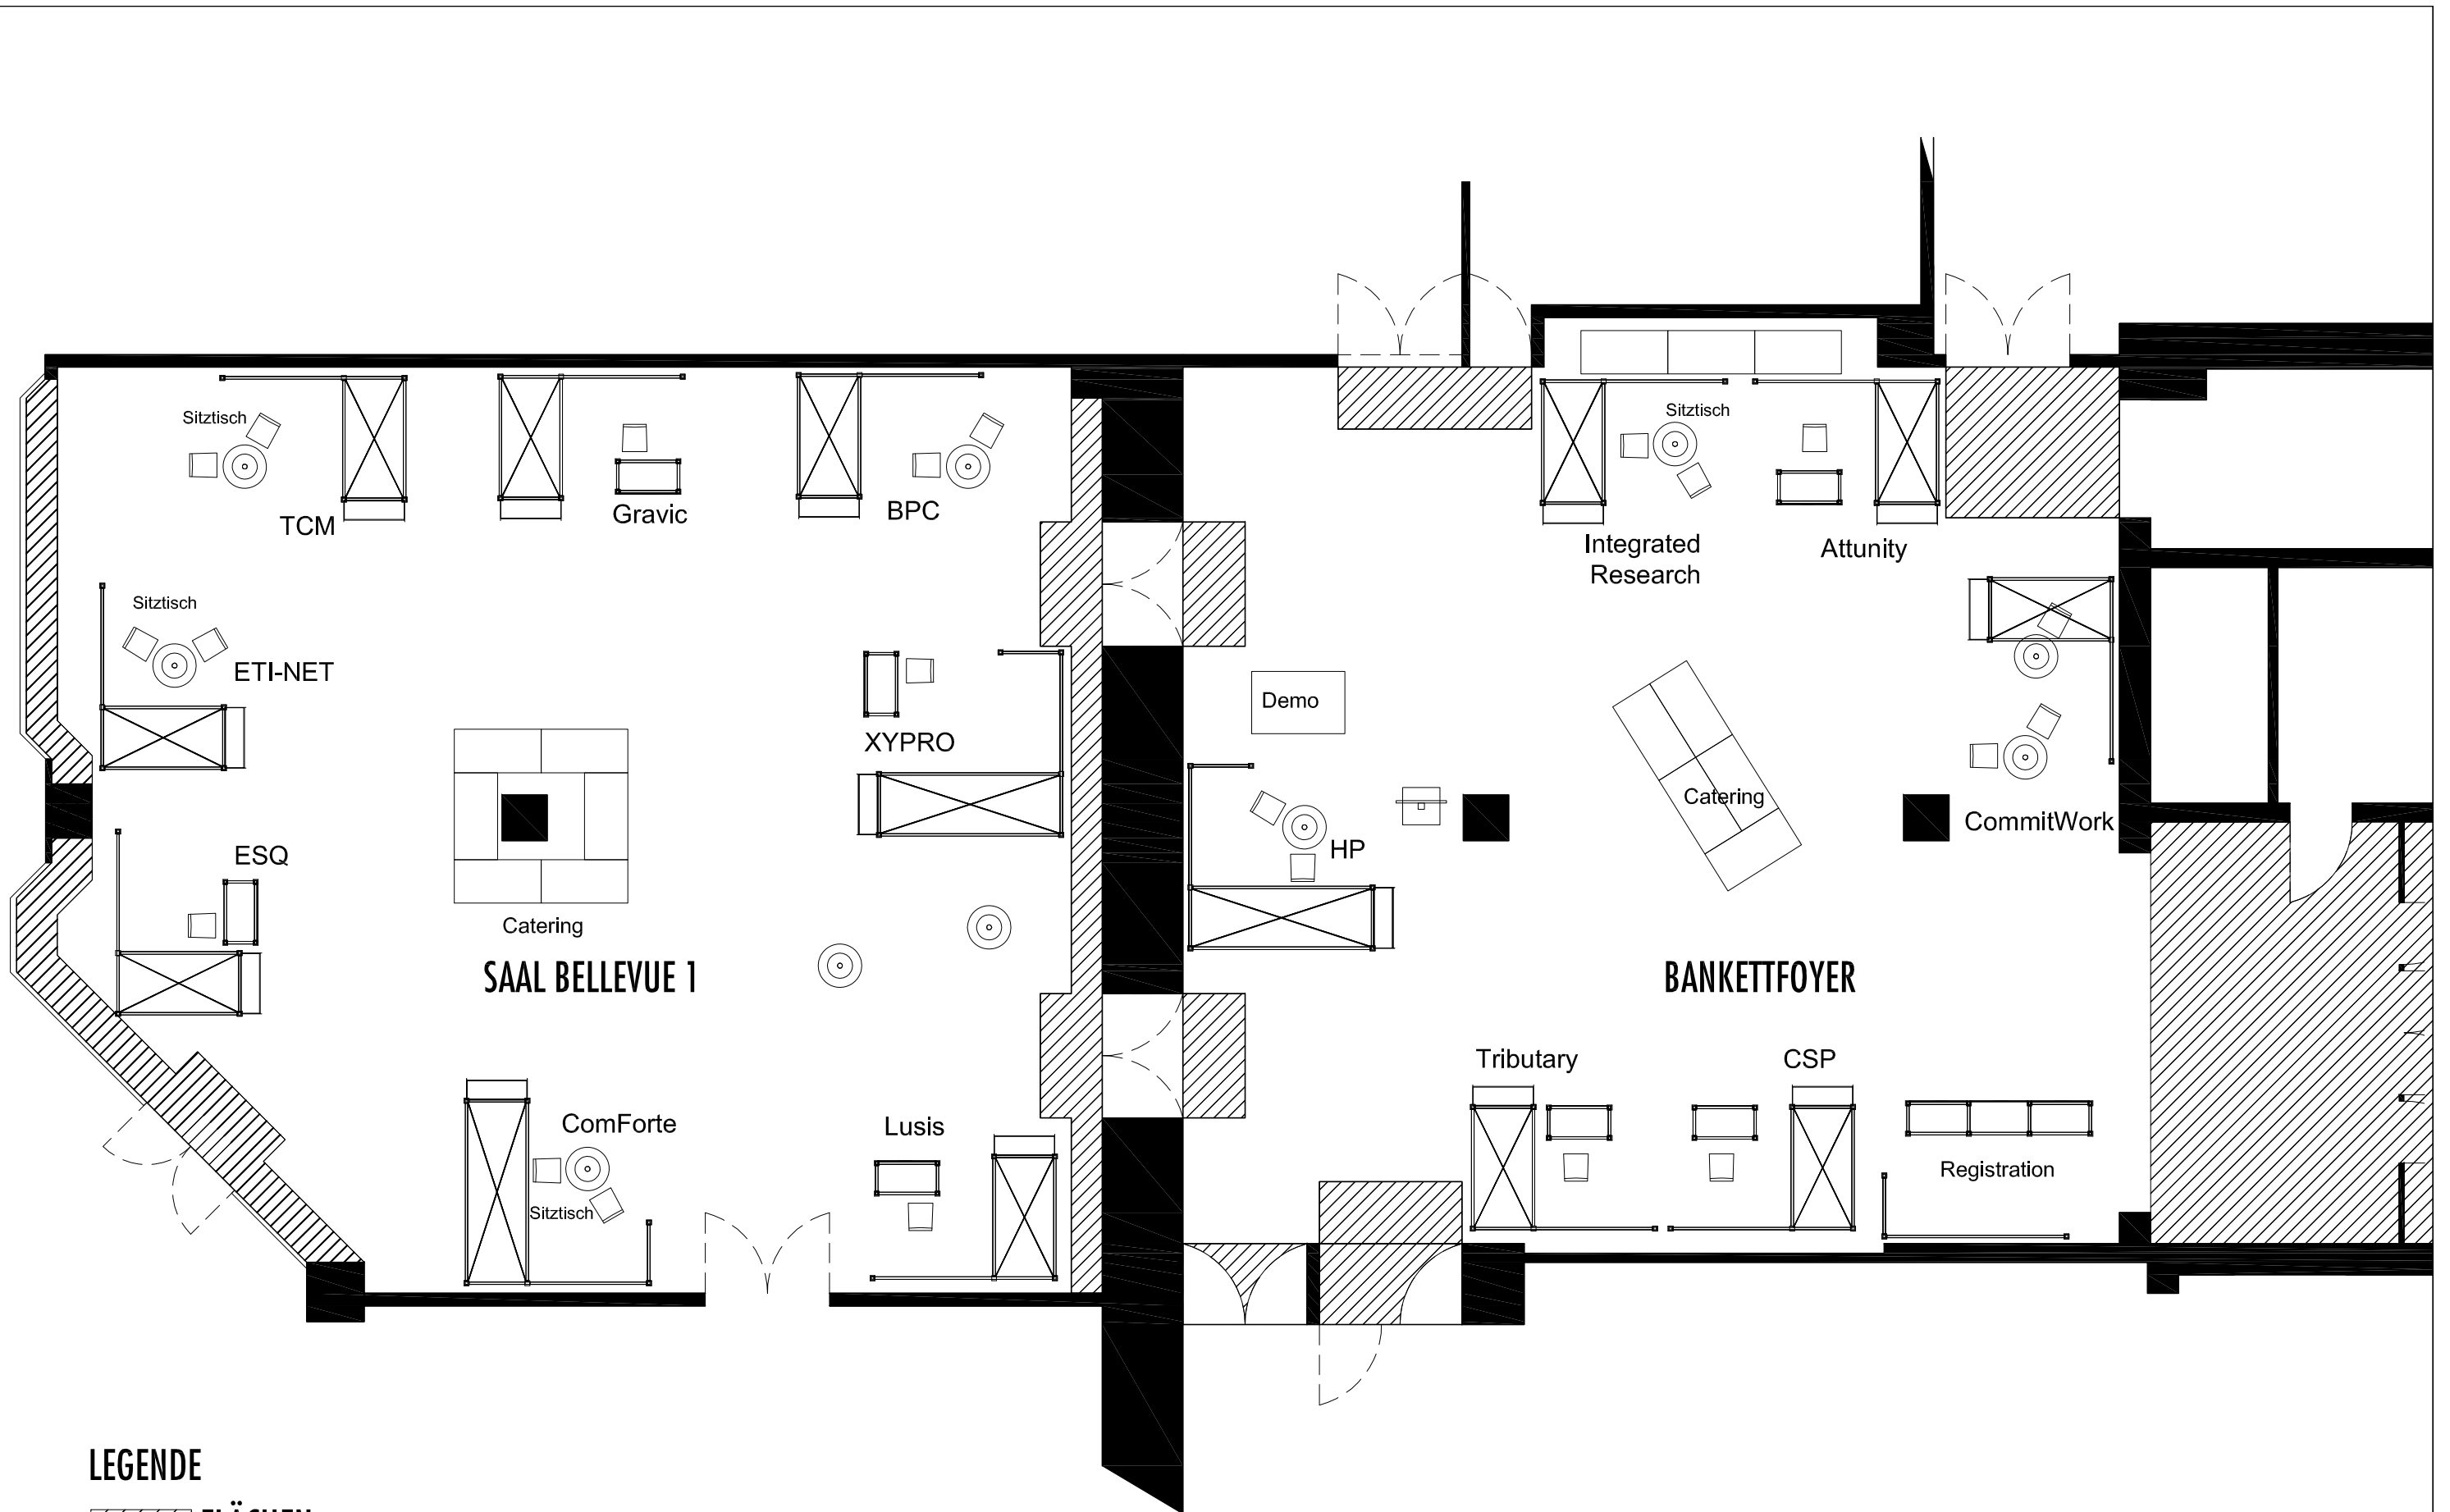 Sitztisch
TCM
Gravic
BPC
Sitztisch
Integrated
Research
Attunity
Sitztisch
ETI-NET
XYPRO
Demo
Catering
CommitWork
HP
ESQ
Catering
SAAL BELLEVUE 1
BANKETTFOYER
Tributary
CSP
Registration
ComForte
Sitztisch
Lusis
LEGENDE
FLÄCHEN